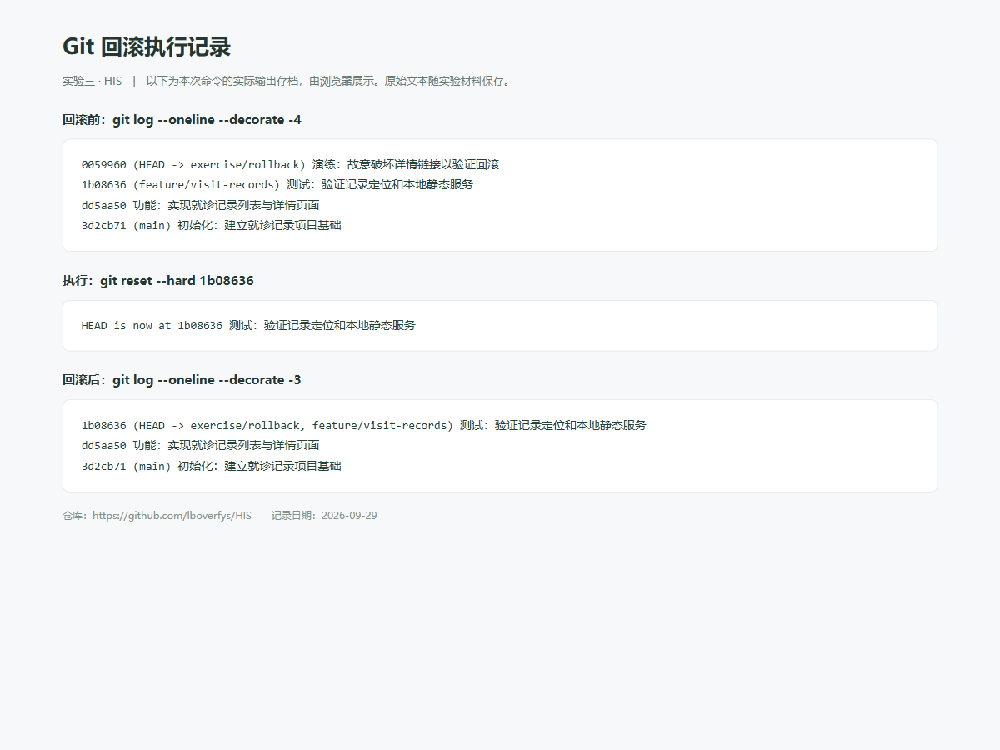 Git 回滚执行记录
实验三 · HIS | 以下为本次命令的实际输出存档，由浏览器展示。原始文本随实验材料保存。
回滚前：git log --oneline --decorate -4
0059960 (HEAD -> exercise/rollback) 演练：故意破坏详情链接以验证回滚
1b08636 (feature/visit-records) 测试：验证记录定位和本地静态服务
dd5aa50 功能：实现就诊记录列表与详情页面
3d2cb71 (main) 初始化：建立就诊记录项目基础
执行：git reset --hard 1b08636
HEAD is now at 1b08636 测试：验证记录定位和本地静态服务
回滚后：git log --oneline --decorate -3
1b08636 (HEAD -> exercise/rollback, feature/visit-records) 测试：验证记录定位和本地静态服务
dd5aa50 功能：实现就诊记录列表与详情页面
3d2cb71 (main) 初始化：建立就诊记录项目基础
仓库：https://github.com/lboverfys/HIS 记录日期：2026-09-29